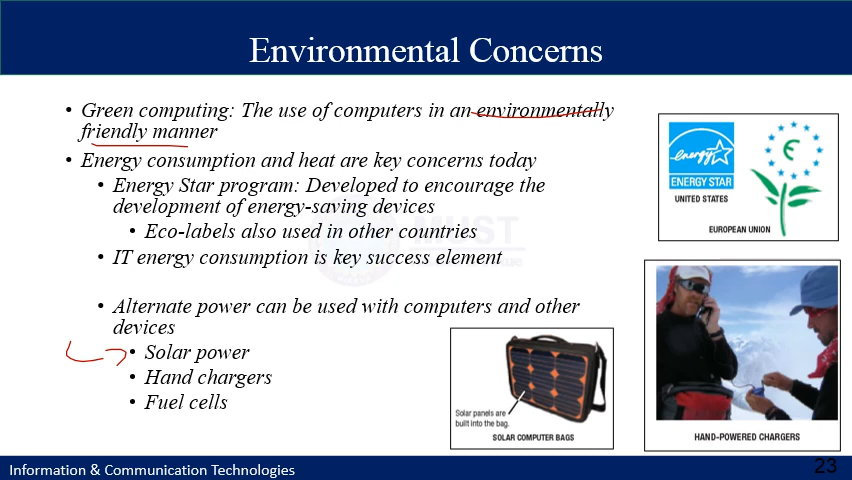 Environmental Concerns
• Green computing: The use of computers in an environmentally
friendly manner
• Energy consumption and heat are key concerns today
• Energy Star program: Developed to encourage the
development of energy-saving devices
• Eco-labels also used in other countries
• IT energy consumption is key success element
• Alternate power can be used with computers and other
devices
• Solar power
• Hand chargers
• Fuel cells
energy
ENERGY STAR
UNITED STATES
EUROPEAN UNION
MUST
Solar panels are
built into the bag.
SOLAR COMPUTER BAGS
HAND-POWERED CHARGERS
Information & Communication Technologies
23